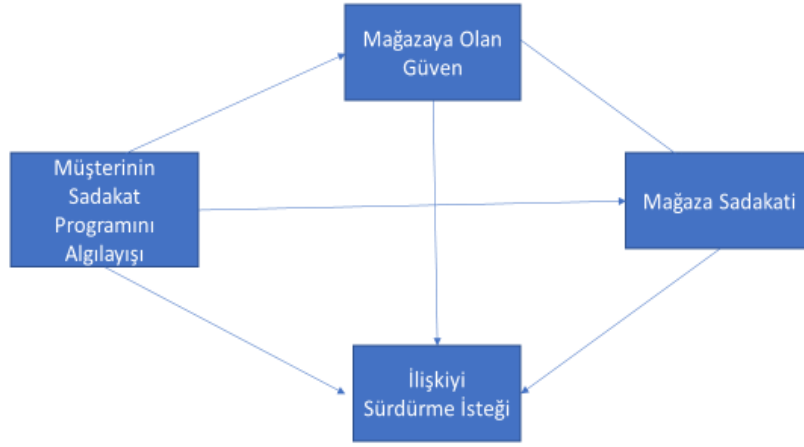 Mağazaya Olan
Güven
Müşterinin
Sadakat
Programını
Algılayışı
Mağaza Sadakati
İlişkiyi
Sürdürme İsteği